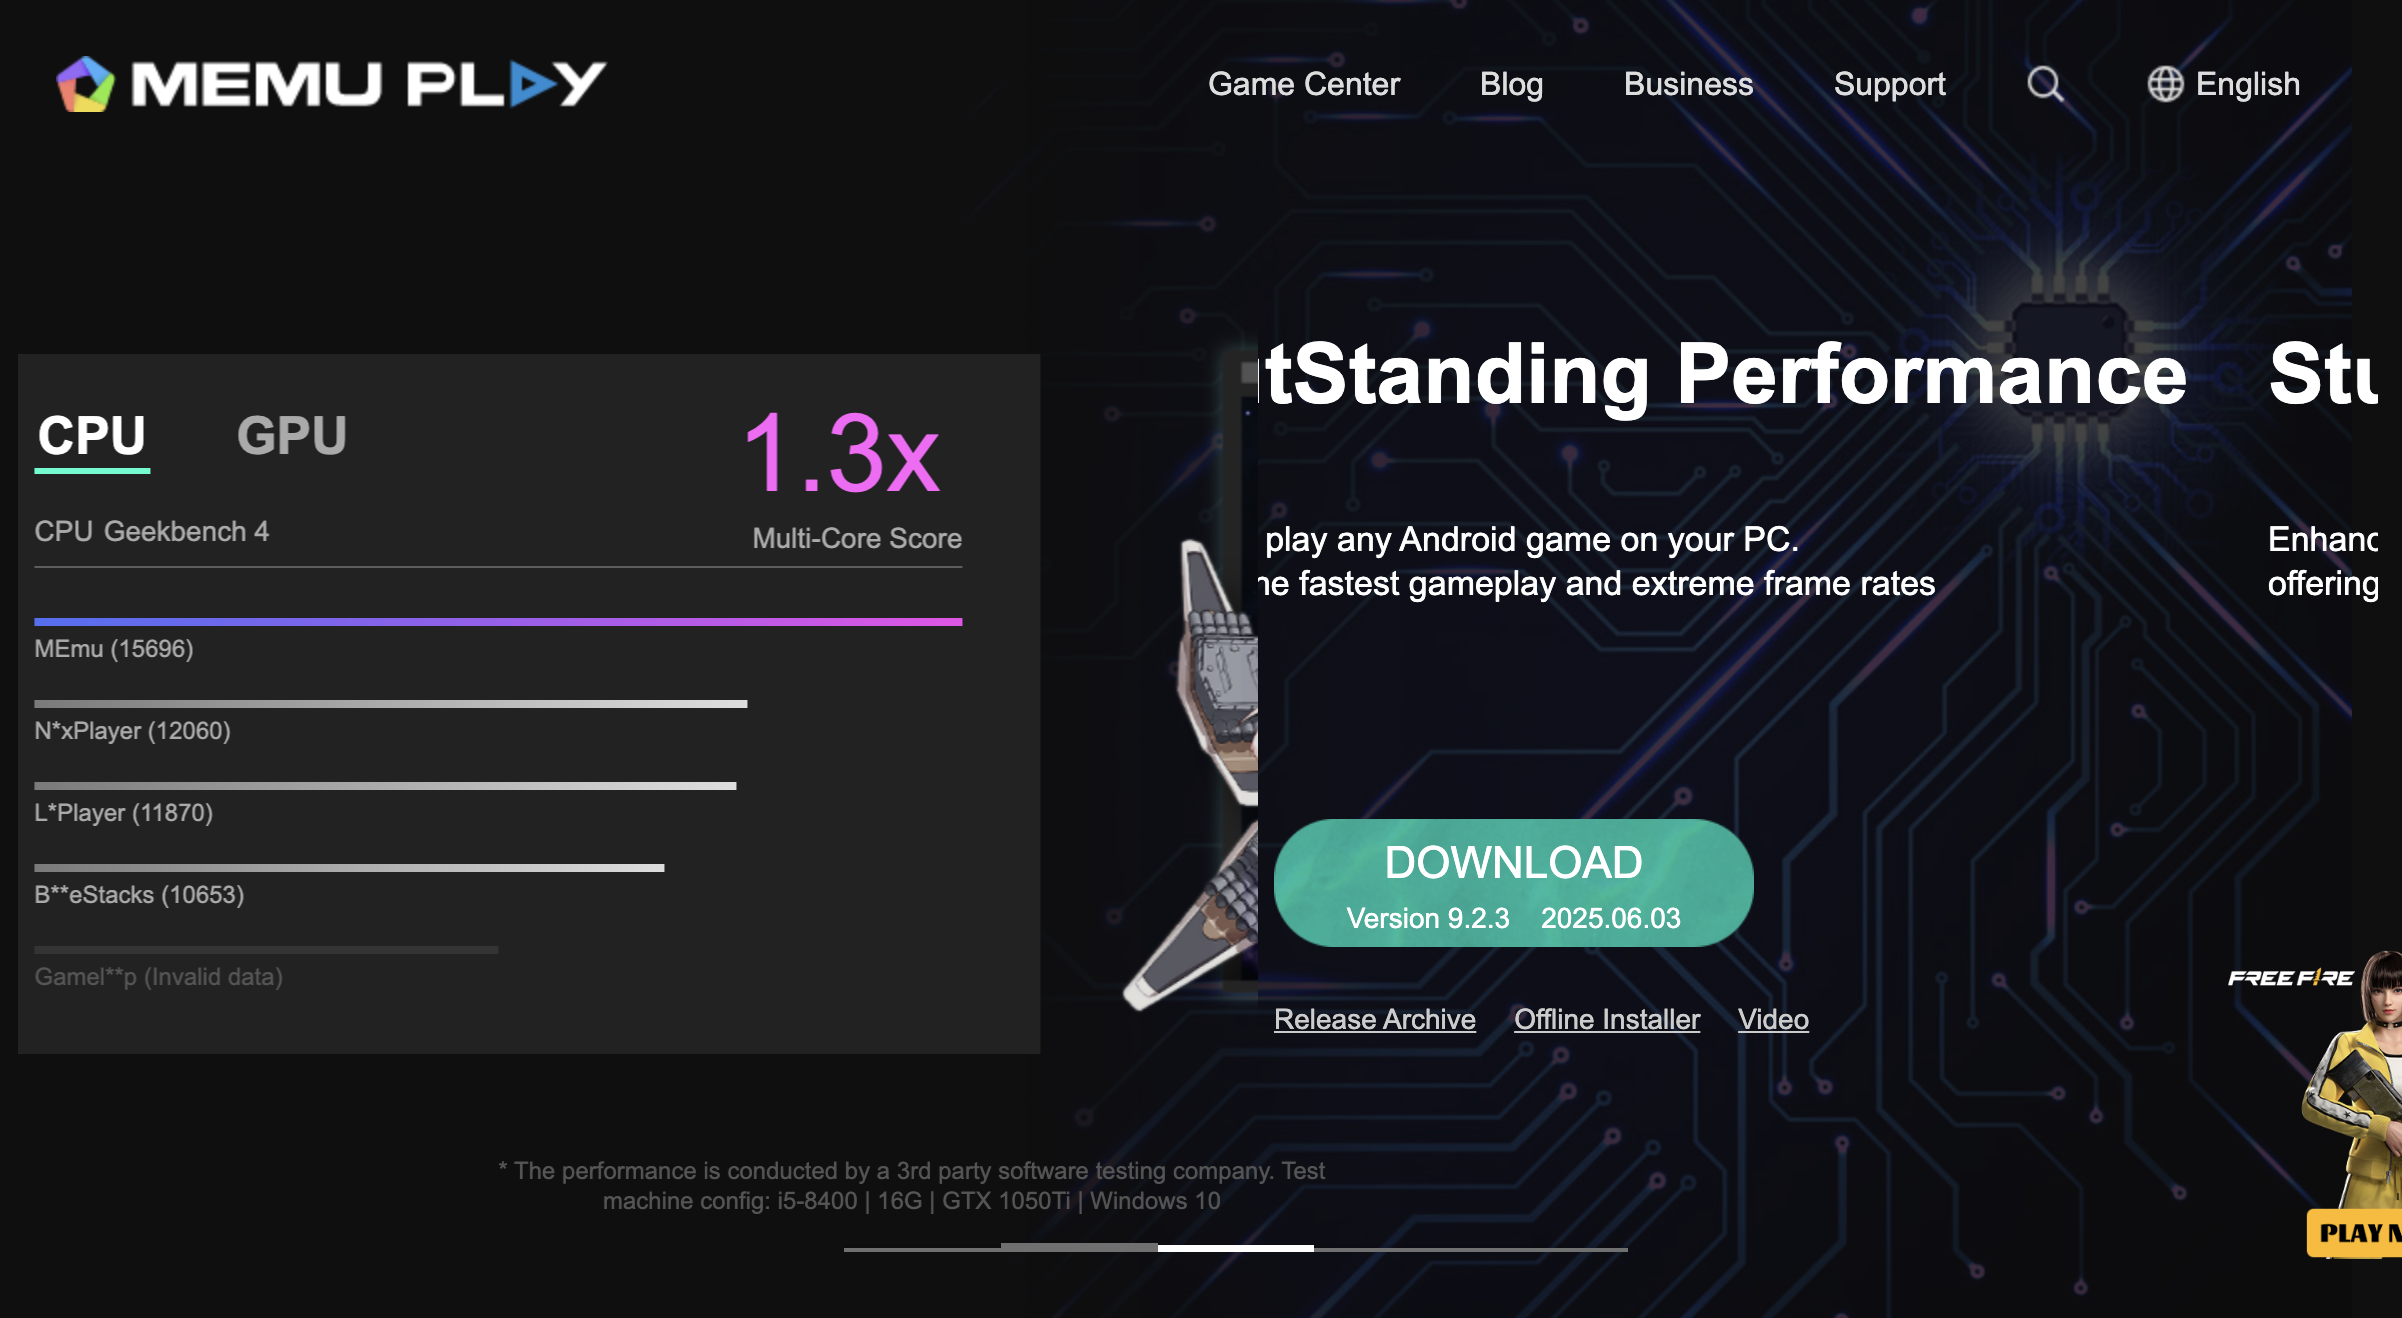 MEMU PLAY
Game Center
Blog
Business
Support
English
CPU
GPU
1.3x
CPU Geekbench 4
Multi-Core Score
MEmu (15696)
N*xPlayer (12060)
L*Player (11870)
B**eStacks (10653)
Gamel**p (Invalid data)
tStanding Performance
play any Android game on your PC.
he fastest gameplay and extreme frame rates
DOWNLOAD
Version 9.2.3 2025.06.03
Release Archive
Offline Installer
Video
Stu
Enhanc
offering
FREE FIRE
PLAY
* The performance is conducted by a 3rd party software testing company. Test
machine config: i5-8400 | 16G | GTX 1050Ti | Windows 10